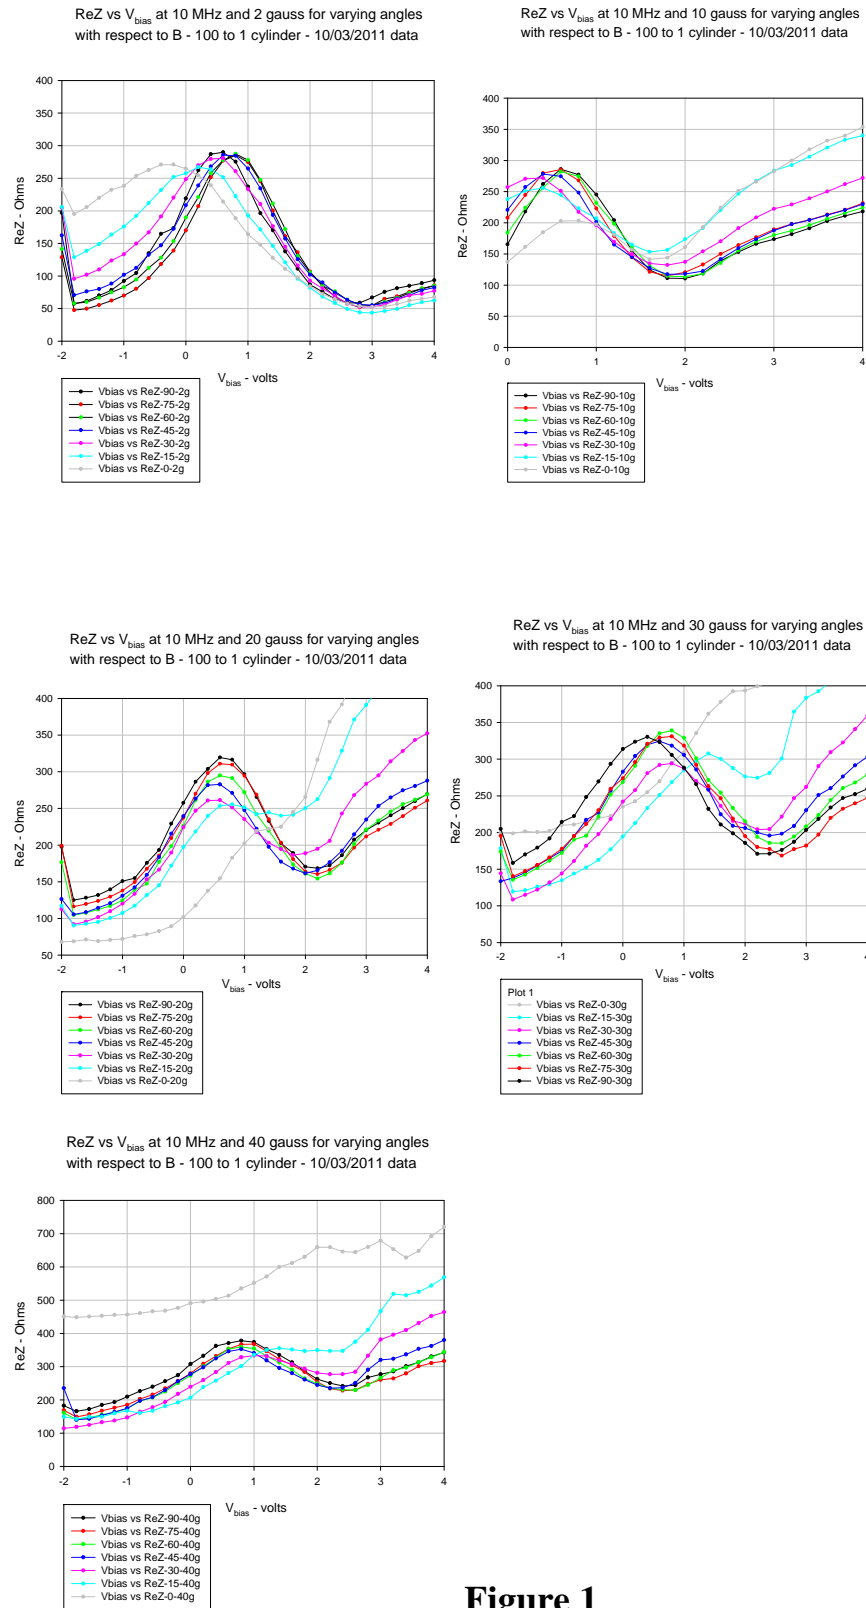 ReZ vs Vbias at 10 MHz and 2 gauss for varying angles
with respect to B - 100 to 1 cylinder - 10/03/2011 data
ReZ - Ohms
400
350
300
250
200
150
100
50
0
-2 -1 0 1 2 3 4
Vbias - volts
Vbias vs ReZ-90-2g
Vbias vs ReZ-75-2g
Vbias vs ReZ-60-2g
Vbias vs ReZ-45-2g
Vbias vs ReZ-30-2g
Vbias vs ReZ-15-2g
Vbias vs ReZ-0-2g
ReZ vs Vbias at 10 MHz and 10 gauss for varying angles
with respect to B - 100 to 1 cylinder - 10/03/2011 data
ReZ - Ohms
400
350
300
250
200
150
100
50
0
0 1 2 3 4
Vbias - volts
Vbias vs ReZ-90-10g
Vbias vs ReZ-75-10g
Vbias vs ReZ-60-10g
Vbias vs ReZ-45-10g
Vbias vs ReZ-30-10g
Vbias vs ReZ-15-10g
Vbias vs ReZ-0-10g
ReZ vs Vbias at 10 MHz and 20 gauss for varying angles
with respect to B - 100 to 1 cylinder - 10/03/2011 data
ReZ - Ohms
400
350
300
250
200
150
100
50
-2 -1 0 1 2 3 4
Vbias - volts
Vbias vs ReZ-90-20g
Vbias vs ReZ-75-20g
Vbias vs ReZ-60-20g
Vbias vs ReZ-45-20g
Vbias vs ReZ-30-20g
Vbias vs ReZ-15-20g
Vbias vs ReZ-0-20g
ReZ vs Vbias at 10 MHz and 30 gauss for varying angles
with respect to B - 100 to 1 cylinder - 10/03/2011 data
ReZ - Ohms
400
350
300
250
200
150
100
50
-2 -1 0 1 2 3 4
Vbias - volts
Plot 1
Vbias vs ReZ-0-30g
Vbias vs ReZ-15-30g
Vbias vs ReZ-30-30g
Vbias vs ReZ-45-30g
Vbias vs ReZ-60-30g
Vbias vs ReZ-75-30g
Vbias vs ReZ-90-30g
ReZ vs Vbias at 10 MHz and 40 gauss for varying angles
with respect to B - 100 to 1 cylinder - 10/03/2011 data
ReZ - Ohms
800
700
600
500
400
300
200
100
0
-2 -1 0 1 2 3 4
Vbias - volts
Vbias vs ReZ-90-40g
Vbias vs ReZ-75-40g
Vbias vs ReZ-60-40g
Vbias vs ReZ-45-40g
Vbias vs ReZ-30-40g
Vbias vs ReZ-15-40g
Vbias vs ReZ-0-40g
Figure 1